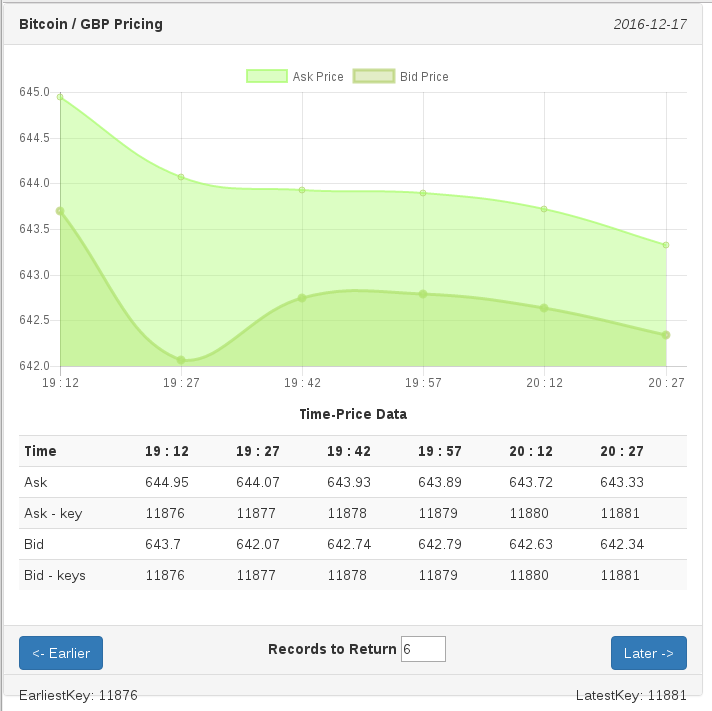 Bitcoin / GBP Pricing 2016-12-17
Ask Price Bid Price
645.0
644.5
644.0
643.5
643.0
642.5
642.0
19 : 12 19 : 27 19 : 42 19 : 57 20 : 12 20 : 27
Time-Price Data
Time 19 : 12 19 : 27 19 : 42 19 : 57 20 : 12 20 : 27
Ask 644.95 644.07 643.93 643.89 643.72 643.33
Ask - key 11876 11877 11878 11879 11880 11881
Bid 643.7 642.07 642.74 642.79 642.63 642.34
Bid - keys 11876 11877 11878 11879 11880 11881
<- Earlier Records to Return 6 Later ->
EarliestKey: 11876 LatestKey: 11881